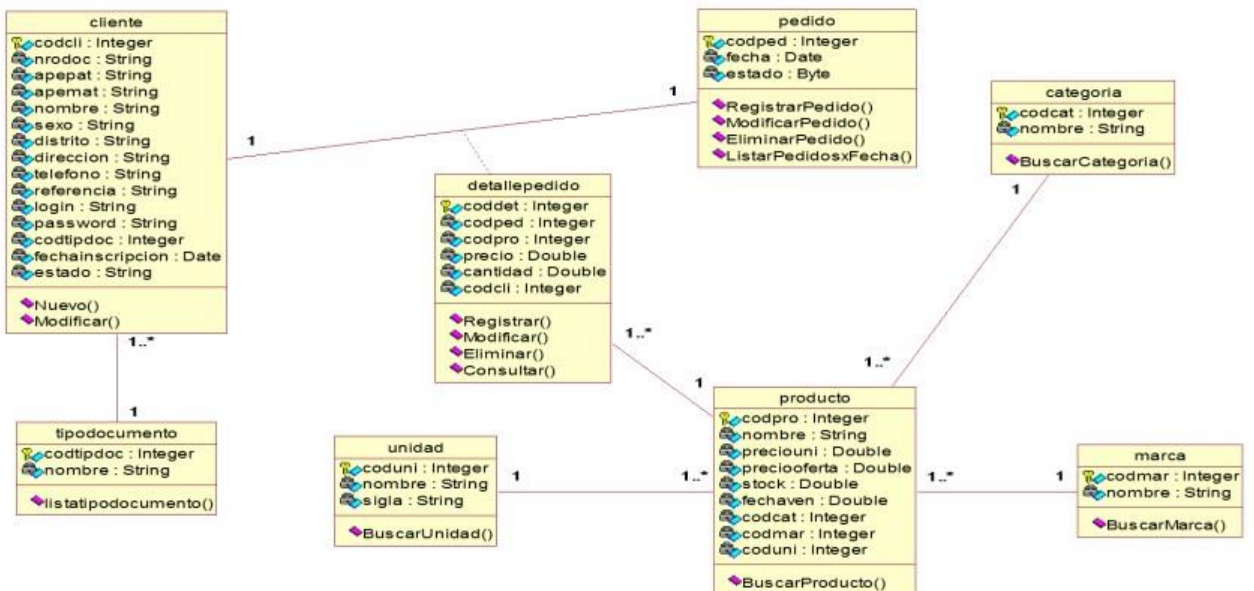 cliente
codcli : Integer
nrodoc : String
apepat : String
apemat : String
nombre : String
sexo : String
distrito : String
direccion : String
telefono : String
referencia : String
login : String
password : String
codtipdoc : Integer
fechainscripcion : Date
estado : String
Nuevo()
Modificar()
1
1
1..*
1
pedido
codped : Integer
fecha : Date
estado : Byte
RegistrarPedido()
ModificarPedido()
EliminarPedido()
ListarPedidosxFecha()
categoria
codcat : Integer
nombre : String
BuscarCategoria()
1
1..*
detallepedido
coddet : Integer
codped : Integer
codpro : Integer
precio : Double
cantidad : Double
codcli : Integer
Registrar()
Modificar()
Eliminar()
Consultar()
1..*
1
tipodocumento
codtipdoc : Integer
nombre : String
listatipodocumento()
unidad
coduni : Integer
nombre : String
sigla : String
BuscarUnidad()
1
1..*
producto
codpro : Integer
nombre : String
preciouni : Double
preciooferta : Double
stock : Double
fechaven : Double
codcat : Integer
codmar : Integer
coduni : Integer
BuscarProducto()
1..*
1
marca
codmar : Integer
nombre : String
BuscarMarca()